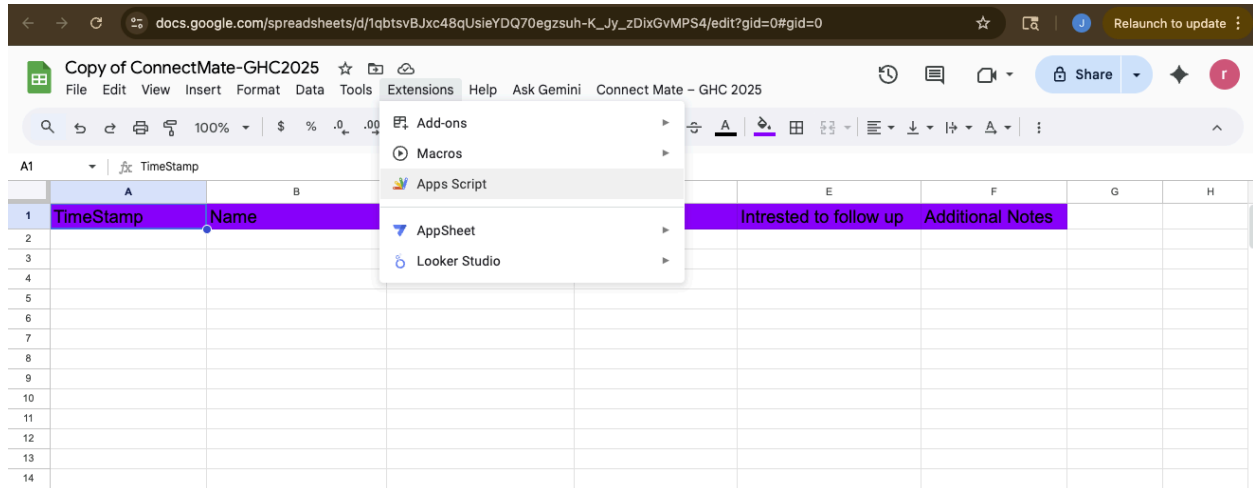 docs.google.com/spreadsheets/d/1qbtsvBJxc48qUsieYDQ70egzsuh-K_Jy_zDixGvMPS4/edit?gid=0#gid=0
J
Relaunch to update
Copy of ConnectMate-GHC2025
File Edit View Insert Format Data Tools Extensions Help Ask Gemini Connect Mate – GHC 2025
Share
r
100% $ % .0 .00 A
Add-ons
Macros
Apps Script
AppSheet
Looker Studio
A1 fx TimeStamp
A B E F G H
1 TimeStamp Name Intrested to follow up Additional Notes
2
3
4
5
6
7
8
9
10
11
12
13
14